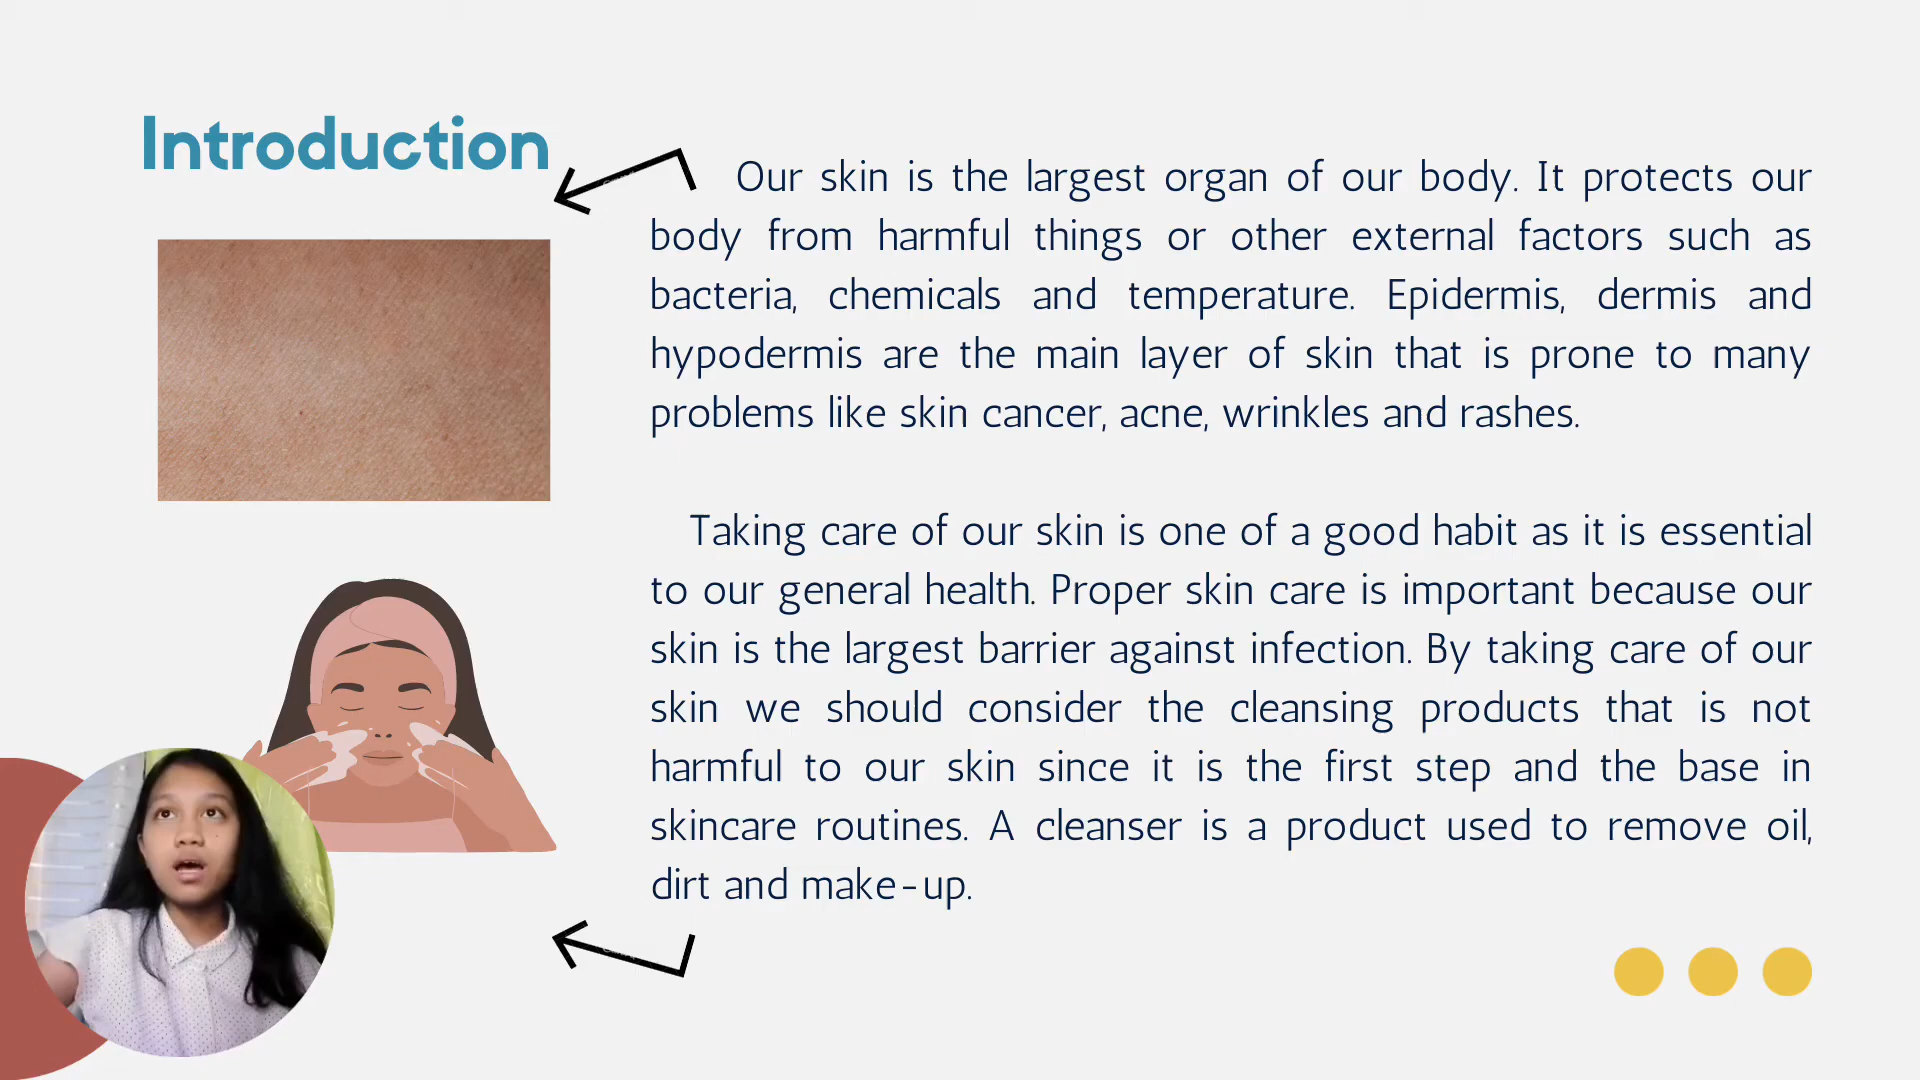 Introduction
Our skin is the largest organ of our body. It protects our
body from harmful things or other external factors such as
bacteria, chemicals and temperature. Epidermis, dermis and
hypodermis are the main layer of skin that is prone to many
problems like skin cancer, acne, wrinkles and rashes.
Taking care of our skin is one of a good habit as it is essential
to our general health. Proper skin care is important because our
skin is the largest barrier against infection. By taking care of our
skin we should consider the cleansing products that is not
harmful to our skin since it is the first step and the base in
skincare routines. A cleanser is a product used to remove oil,
dirt and make-up.